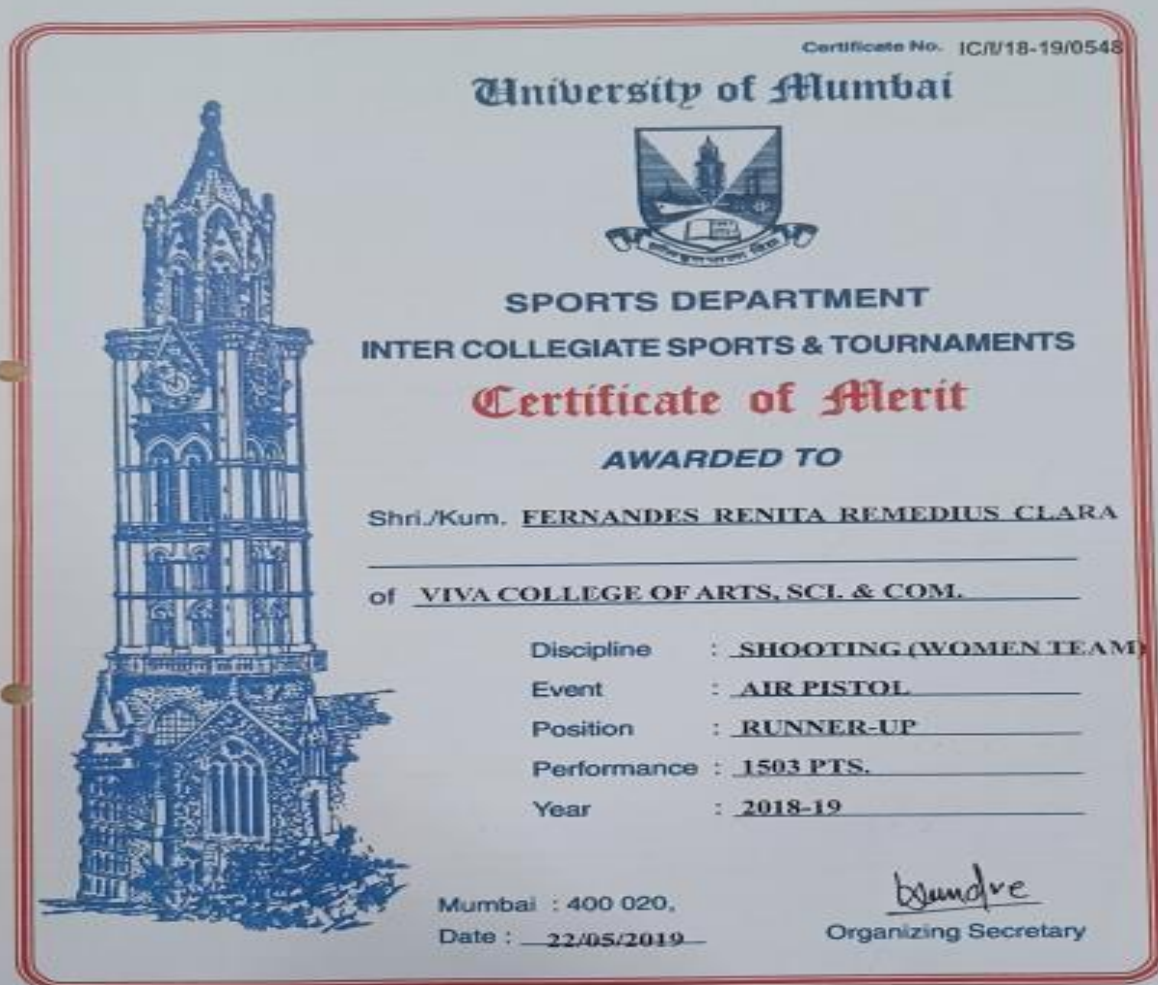 Certificate No. IC/I/18-19/0548
University of Mumbai
SPORTS DEPARTMENT
INTER COLLEGIATE SPORTS & TOURNAMENTS
Certificate of Merit
AWARDED TO
Shri./Kum. FERNANDES RENITA REMEDIUS CLARA
of VIVA COLLEGE OF ARTS, SCI. & COM.
Discipline : SHOOTING (WOMEN TEAM)
Event : AIR PISTOL
Position : RUNNER-UP
Performance : 1503 PTS.
Year : 2018-19
Mumbai : 400 020,
Date : 22/05/2019
Organizing Secretary